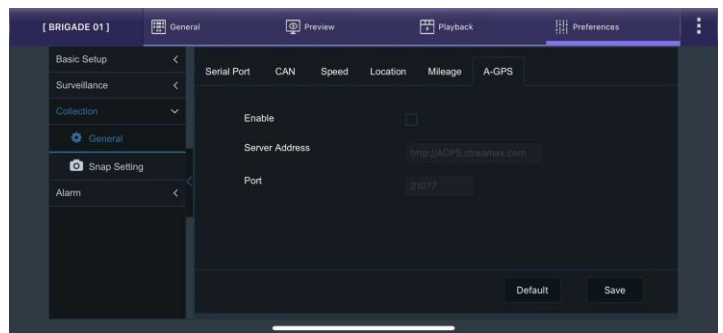 [ BRIGADE 01 ] General Preview Playback Preferences
Basic Setup
Surveillance
Collection
General
Snap Setting
Alarm
Serial Port CAN Speed Location Mileage A-GPS
Enable
Server Address http://AGPS.streamax.com
Port 21077
Default Save